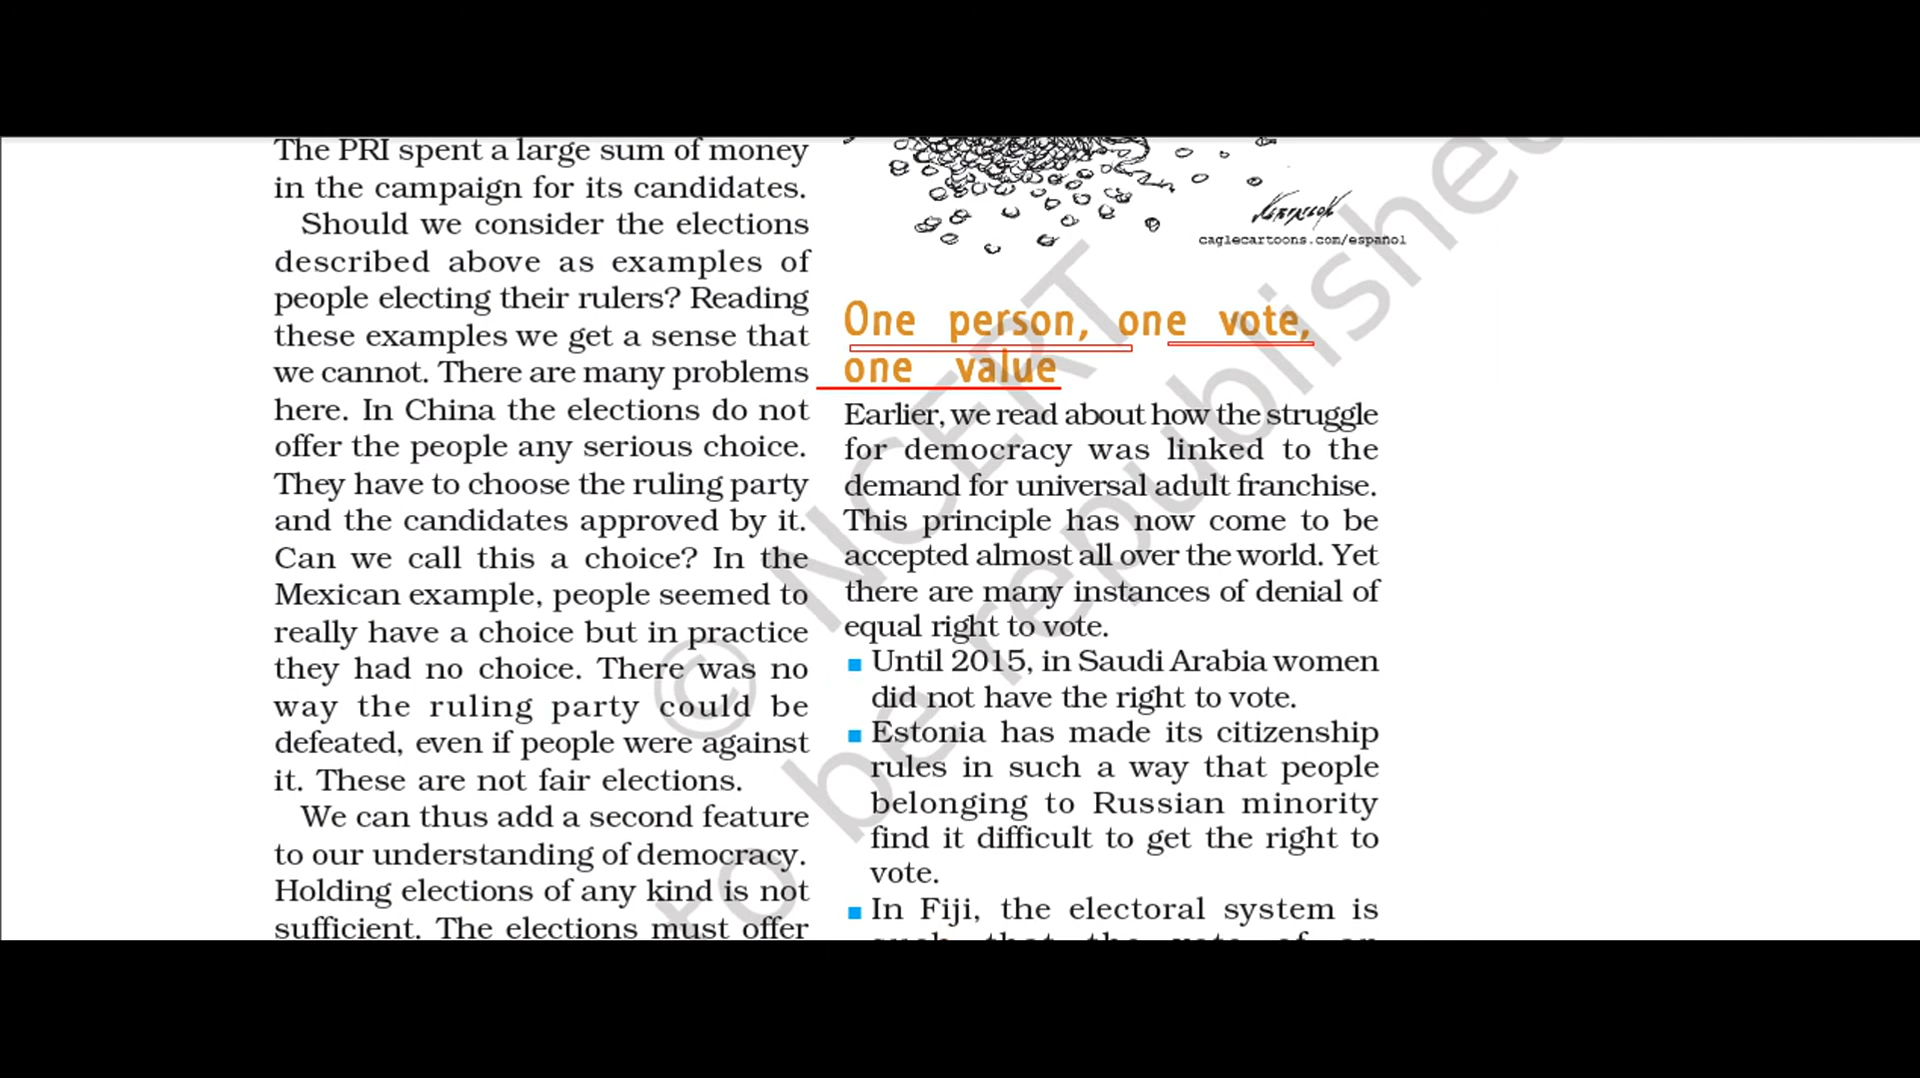 The PRI spent a large sum of money
in the campaign for its candidates.
Should we consider the elections
described above as examples of
people electing their rulers? Reading
these examples we get a sense that
we cannot. There are many problems
here. In China the elections do not
offer the people any serious choice.
They have to choose the ruling party
and the candidates approved by it.
Can we call this a choice? In the
Mexican example, people seemed to
really have a choice but in practice
they had no choice. There was no
way the ruling party could be
defeated, even if people were against
it. These are not fair elections.
We can thus add a second feature
to our understanding of democracy.
Holding elections of any kind is not
sufficient. The elections must offer
caglecartoons.com/español
One person, one vote,
one value
Earlier, we read about how the struggle
for democracy was linked to the
demand for universal adult franchise.
This principle has now come to be
accepted almost all over the world. Yet
there are many instances of denial of
equal right to vote.
Until 2015, in Saudi Arabia women
did not have the right to vote.
Estonia has made its citizenship
rules in such a way that people
belonging to Russian minority
find it difficult to get the right to
vote.
In Fiji, the electoral system is
such that the vote of an
© NCERT
to be republished